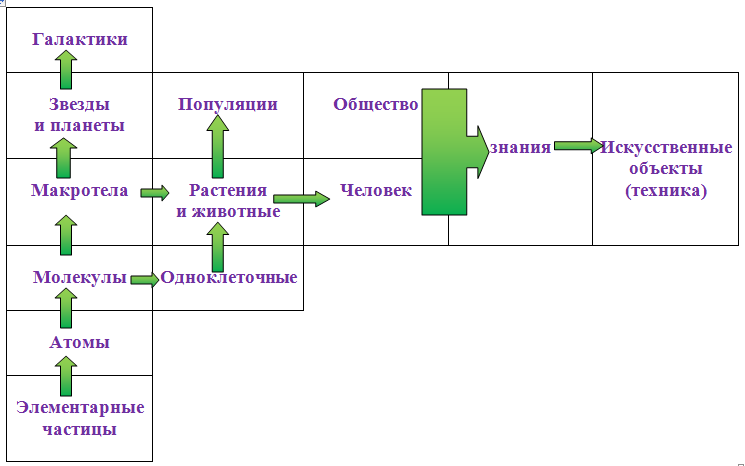 Галактики
Звезды
и планеты
Популяции
Общество
знания
Искусственные
объекты
(техника)
Макротела
Растения
и животные
Человек
Молекулы
Одноклеточные
Атомы
Элементарные
частицы